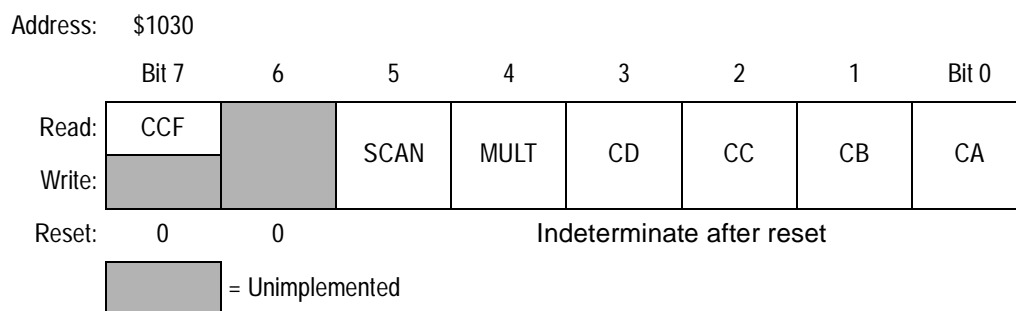 Address: $1030
Bit 7 6 5 4 3 2 1 Bit 0
Read: CCF
SCAN MULT CD CC CB CA
Write:
Reset: 0 0 Indeterminate after reset
= Unimplemented